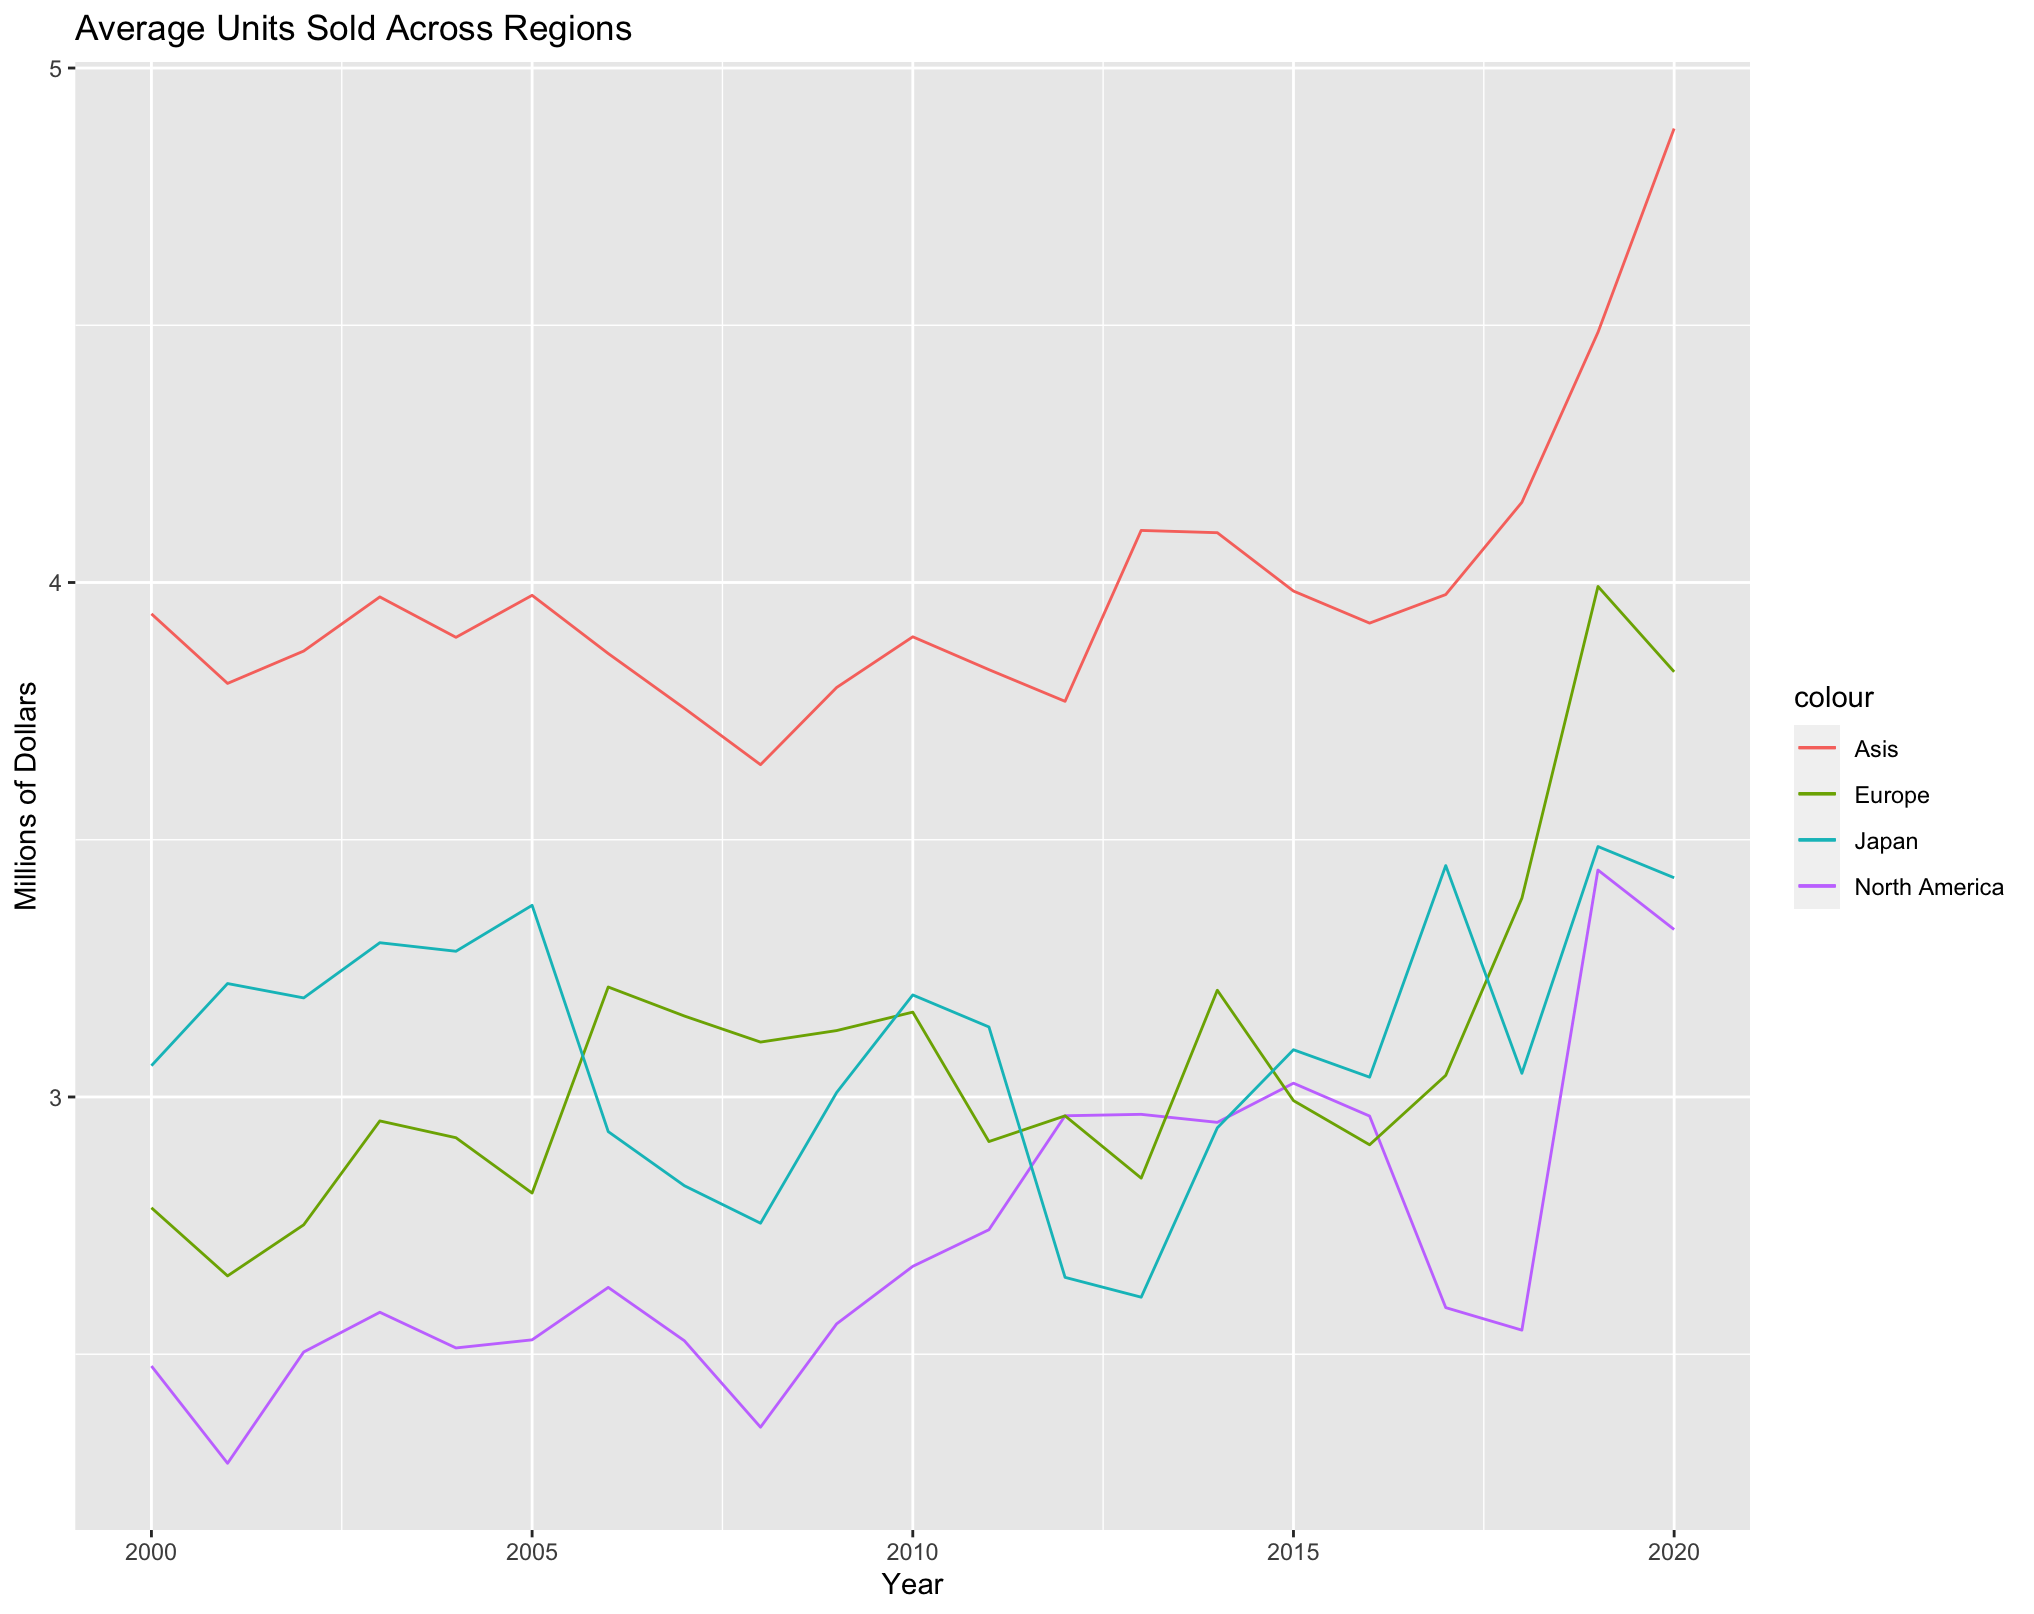 Average Units Sold Across Regions
5
4
3
Millions of Dollars
2000 2005 2010 2015 2020
Year
colour
Asis
Europe
Japan
North America